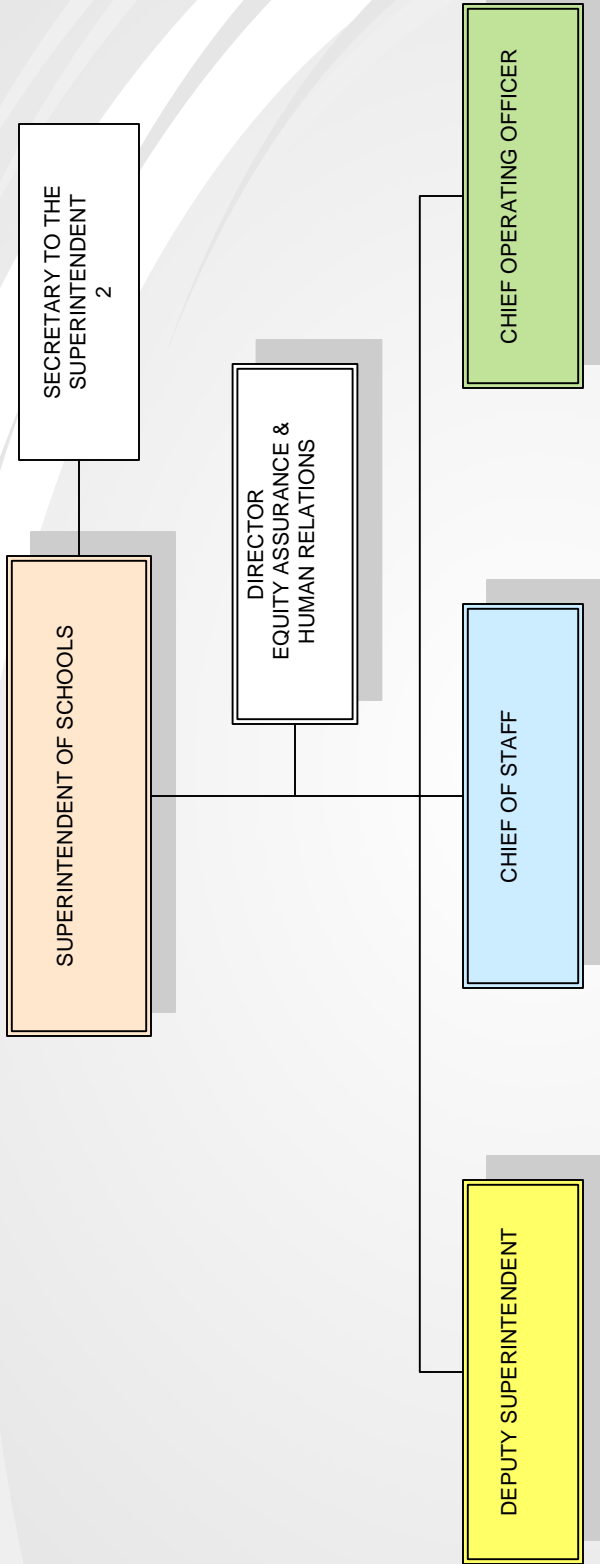 SUPERINTENDENT OF SCHOOLS
SECRETARY TO THE
SUPERINTENDENT
2
DIRECTOR
EQUITY ASSURANCE &
HUMAN RELATIONS
DEPUTY SUPERINTENDENT
CHIEF OF STAFF
CHIEF OPERATING OFFICER